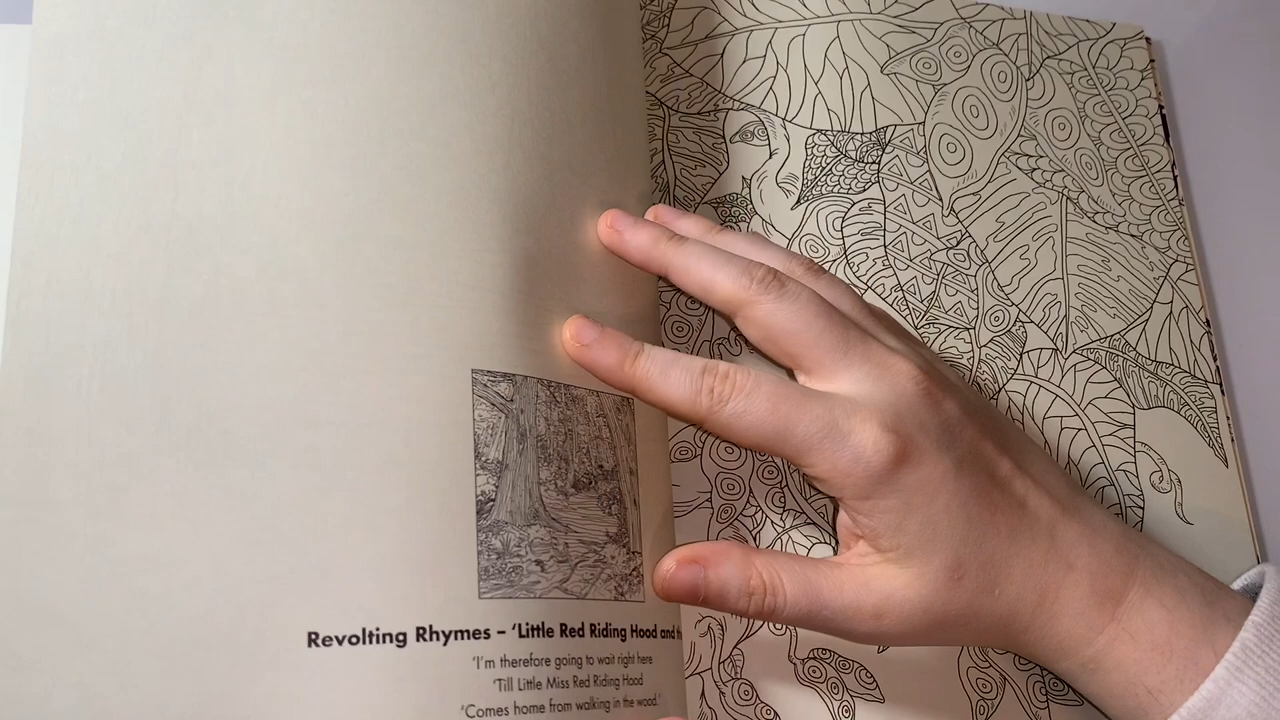 Revolting Rhymes – ‘Little Red Riding Hood and
‘I’m therefore going to wait right here
‘Till Little Miss Red Riding Hood
‘Comes home from walking in the wood.’